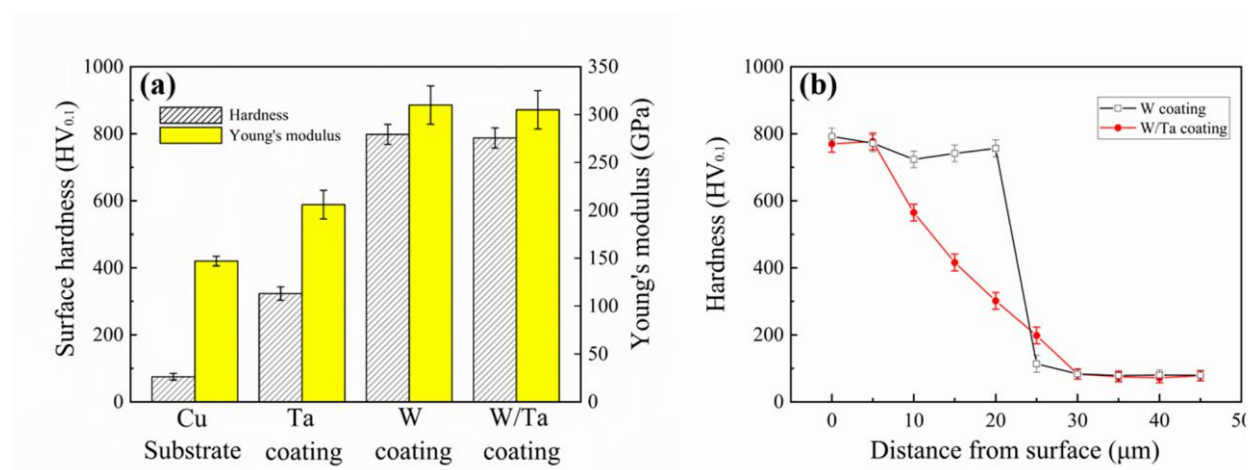 (a)
Surface hardness (HV0.1)
1000
800
600
400
200
0
Hardness
Young's modulus
350
300
250
200
150
100
50
0
Young's modulus (GPa)
Cu
Substrate
Ta
coating
W
coating
W/Ta
coating
(b)
Hardness (HV0.1)
1000
800
600
400
200
0
W coating
W/Ta coating
0 10 20 30 40 50
Distance from surface (μm)